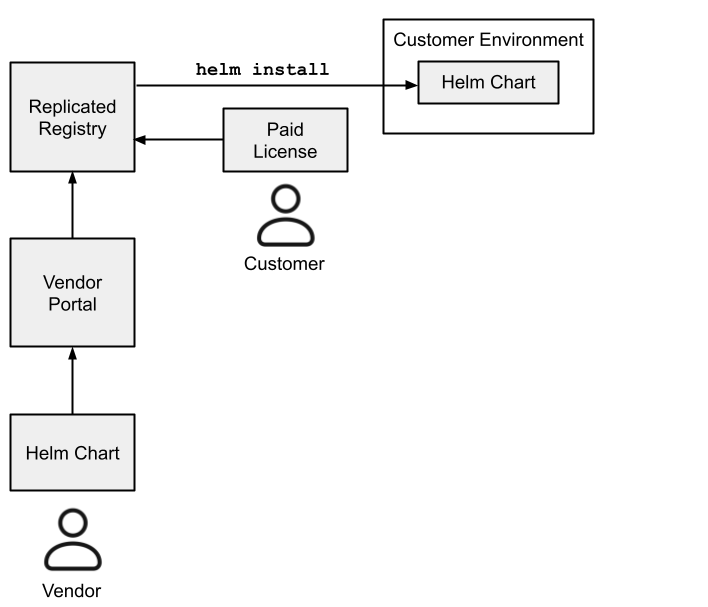 Customer Environment
helm install
Helm Chart
Replicated
Registry
Paid
License
Customer
Vendor
Portal
Helm Chart
Vendor